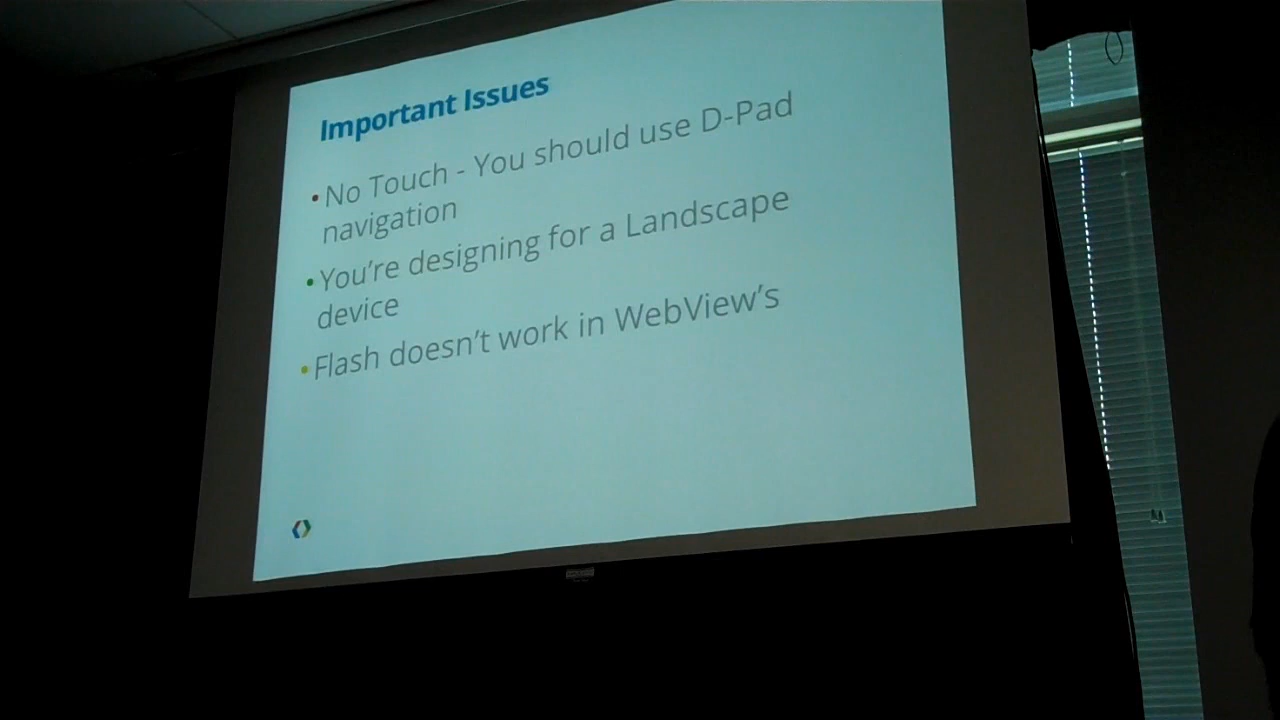 Important Issues
• No Touch - You should use D-Pad
navigation
• You’re designing for a Landscape
device
• Flash doesn’t work in WebView’s